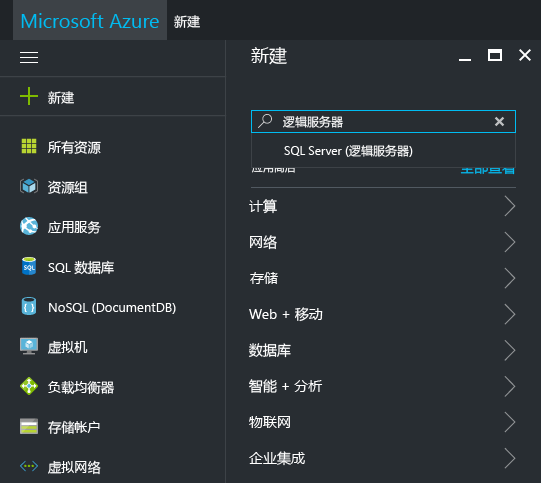 Microsoft Azure 新建
新建
所有资源
资源组
应用服务
SQL 数据库
NoSQL (DocumentDB)
虚拟机
负载均衡器
存储帐户
虚拟网络
新建
逻辑服务器
SQL Server (逻辑服务器)
应用商店 全部查看
计算
网络
存储
Web + 移动
数据库
智能 + 分析
物联网
企业集成